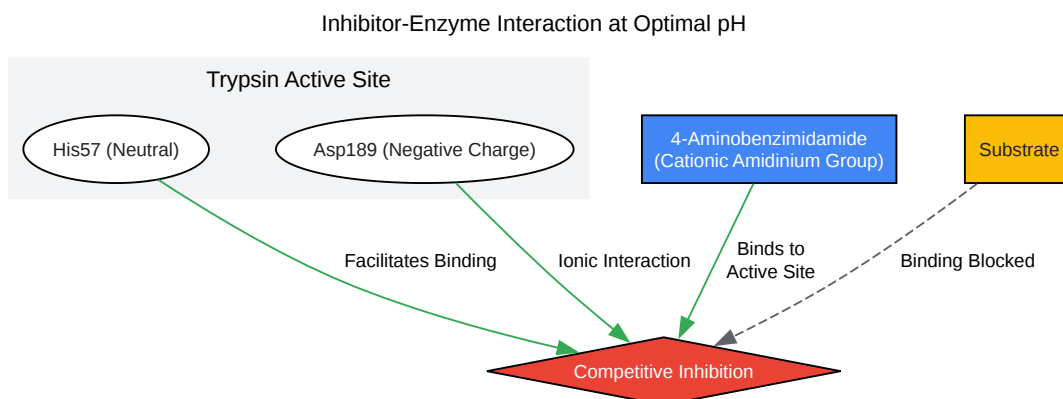 Inhibitor-Enzyme Interaction at Optimal pH
Trypsin Active Site
His57 (Neutral)
Asp189 (Negative Charge)
4-Aminobenzimidamide
(Cationic Amidinium Group)
Substrate
Facilitates Binding
Ionic Interaction
Binds to
Active Site
Binding Blocked
Competitive Inhibition